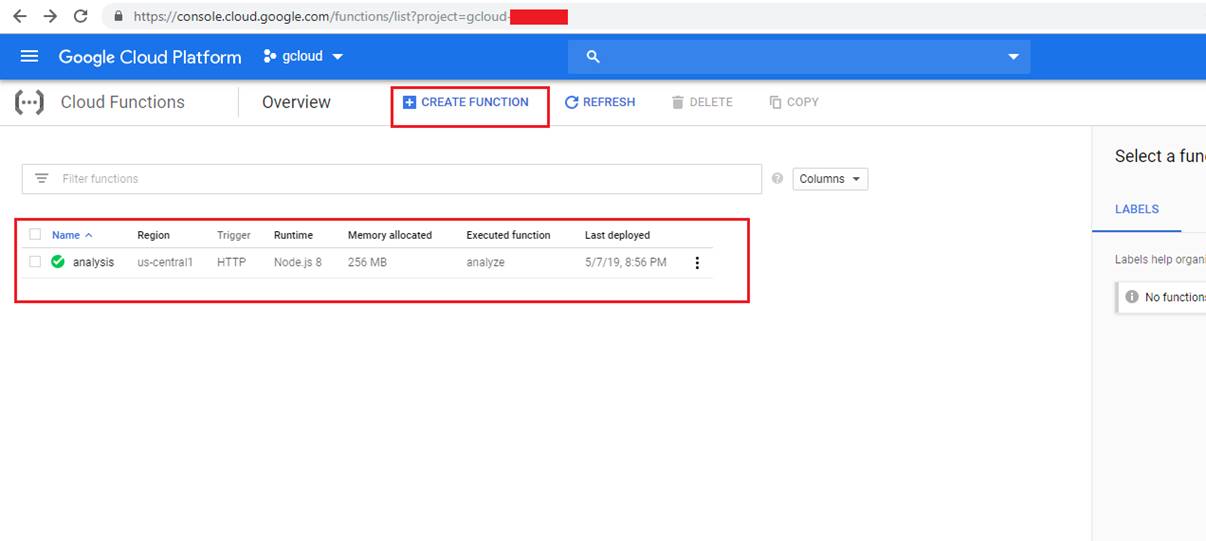 https://console.cloud.google.com/functions/list?project=gcloud-
Google Cloud Platform gcloud
Cloud Functions Overview CREATE FUNCTION REFRESH DELETE COPY
Select a fun
Filter functions Columns
LABELS
Name Region Trigger Runtime Memory allocated Executed function Last deployed
analysis us-central1 HTTP Node.js 8 256 MB analyze 5/7/19, 8:56 PM
Labels help organi
No functions